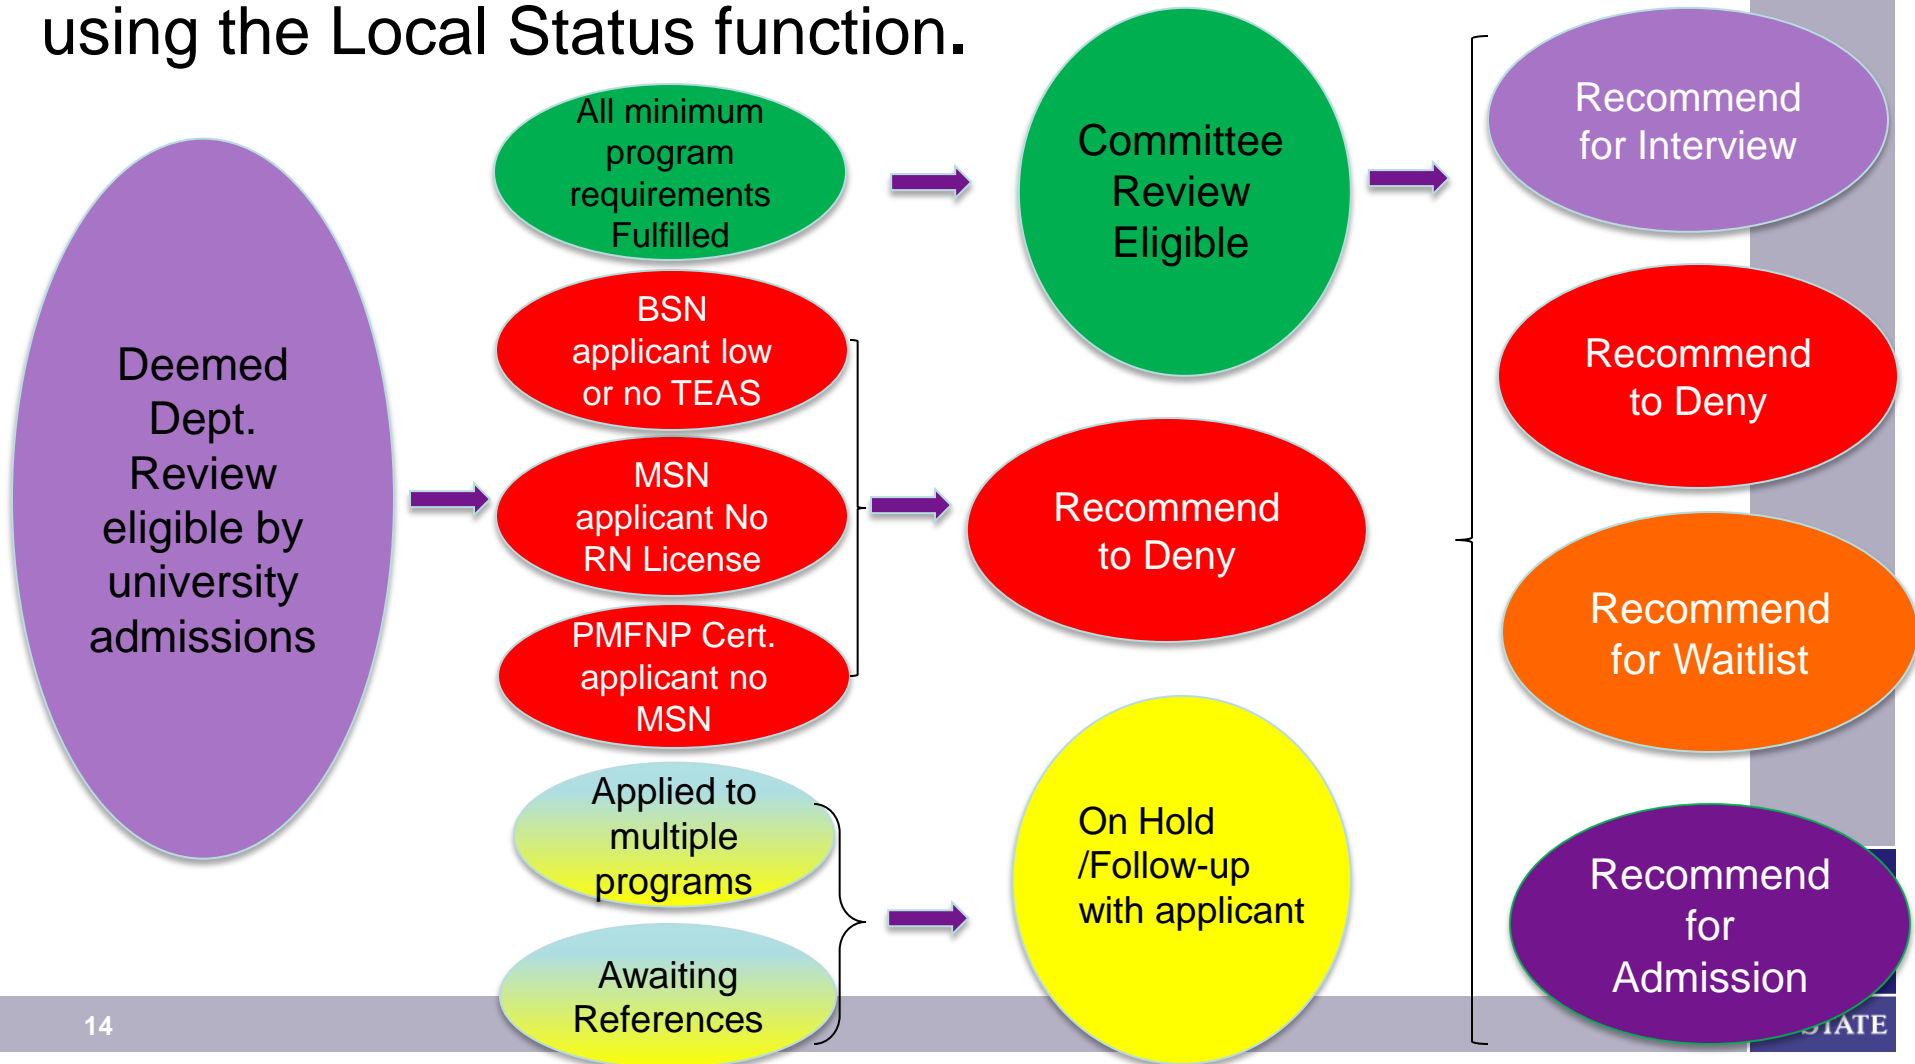 using the Local Status function.
Deemed
Dept.
Review
eligible by
university
admissions
All minimum
program
requirements
Fulfilled
BSN
applicant low
or no TEAS
MSN
applicant No
RN License
PMFNP Cert.
applicant no
MSN
Applied to
multiple
programs
Awaiting
References
Committee
Review
Eligible
Recommend
to Deny
On Hold
/Follow-up
with applicant
Recommend
for Interview
Recommend
to Deny
Recommend
for Waitlist
Recommend
for
Admission
14